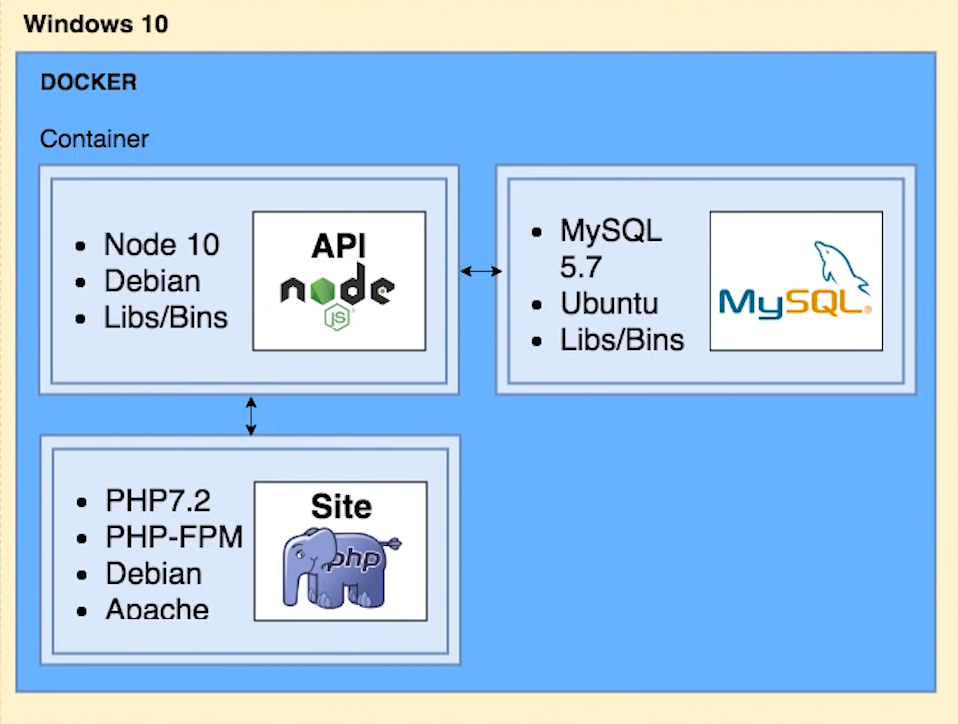 Windows 10
DOCKER
Container
• Node 10
• Debian
• Libs/Bins
API
node
JS
• MySQL
5.7
• Ubuntu
• Libs/Bins
MySQL®
• PHP7.2
• PHP-FPM
• Debian
• Apache
Site
php